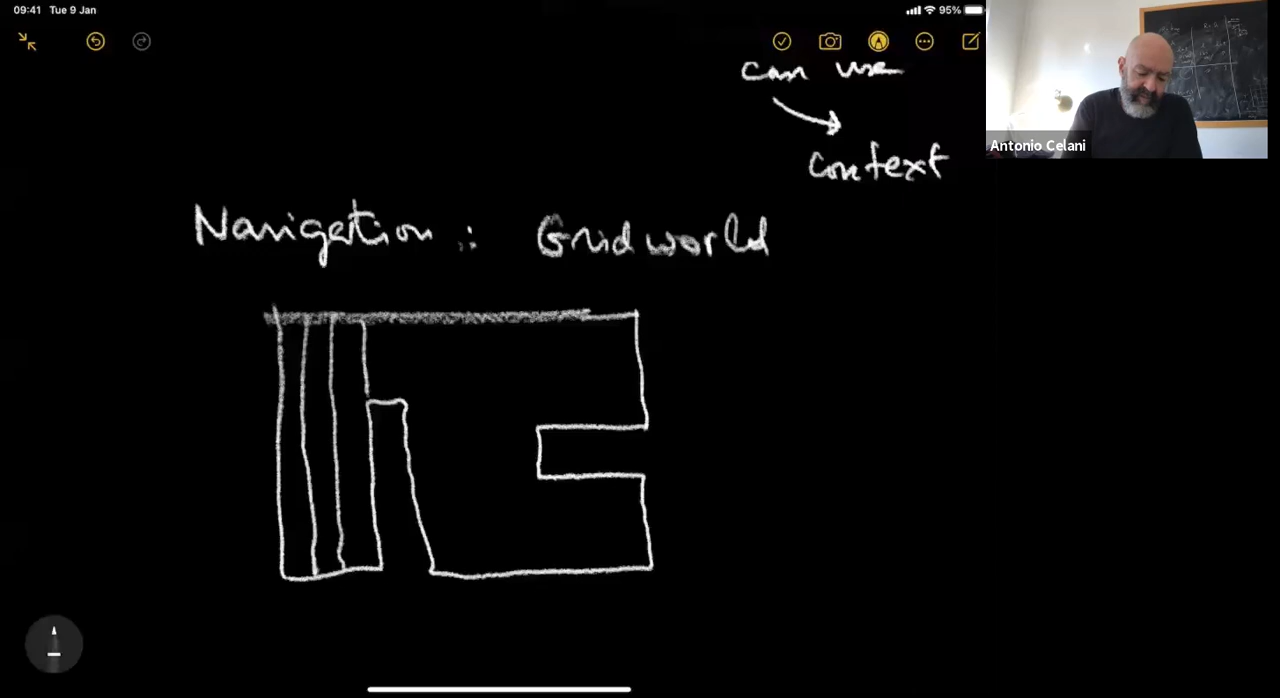 09:41 Tue 9 Jan
95%
can use
context
Antonio Celani
Navigation :: Gridworld